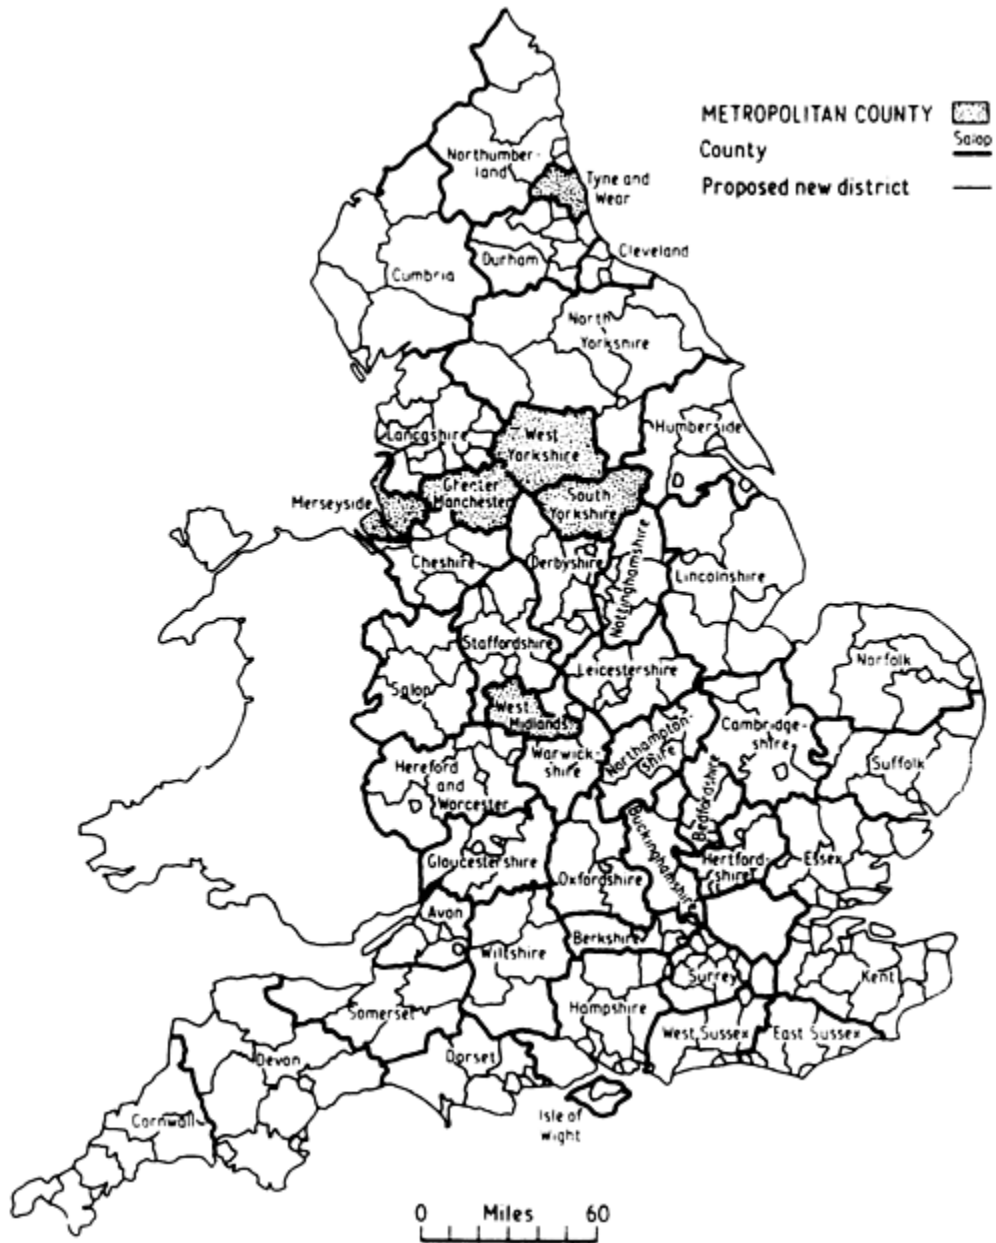 METROPOLITAN COUNTY
Salop
County
Proposed new district
Northumber-
land
Tyne and
Wear
Cleveland
Durham
Cumbria
North
Yorkshire
Lancashire
West
Yorkshire
Humberside
Merseyside
Greater
Manchester
South
Yorkshire
Cheshire
Derbyshire
Nottinghamshire
Lincolnshire
Staffordshire
Leicestershire
Norfolk
Salop
West
Midlands
Warwick-
shire
Northampton-
shire
Cambridge-
shire
Suffolk
Hereford
and
Worcester
Bedfordshire
Buckinghamshire
Gloucestershire
Oxfordshire
Hertford-
shire
Essex
Avon
Wiltshire
Berkshire
Surrey
Kent
Somerset
Hampshire
West Sussex
East Sussex
Devon
Dorset
Cornwall
Isle of
Wight
0 Miles 60